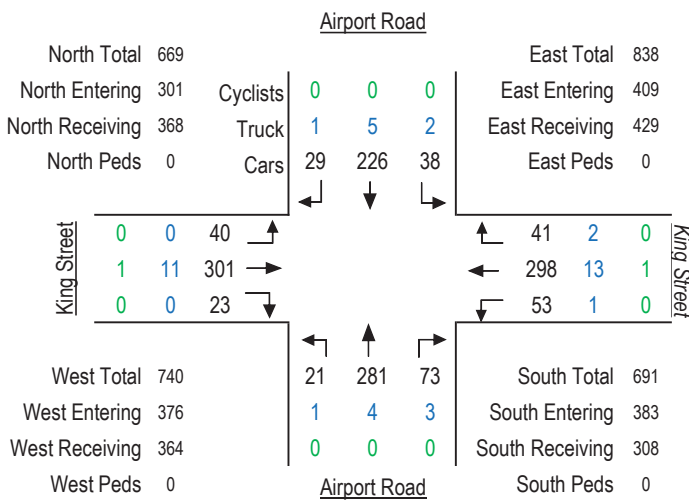 Airport Road
North Total 669
North Entering 301
North Receiving 368
North Peds 0
East Total 838
East Entering 409
East Receiving 429
East Peds 0
Cyclists 0 0 0
Truck 1 5 2
Cars 29 226 38
King Street
0 0 40
1 11 301
0 0 23
41 2 0
298 13 1
53 1 0
King Street
21 281 73
1 4 3
0 0 0
West Total 740
West Entering 376
West Receiving 364
West Peds 0
South Total 691
South Entering 383
South Receiving 308
South Peds 0
Airport Road